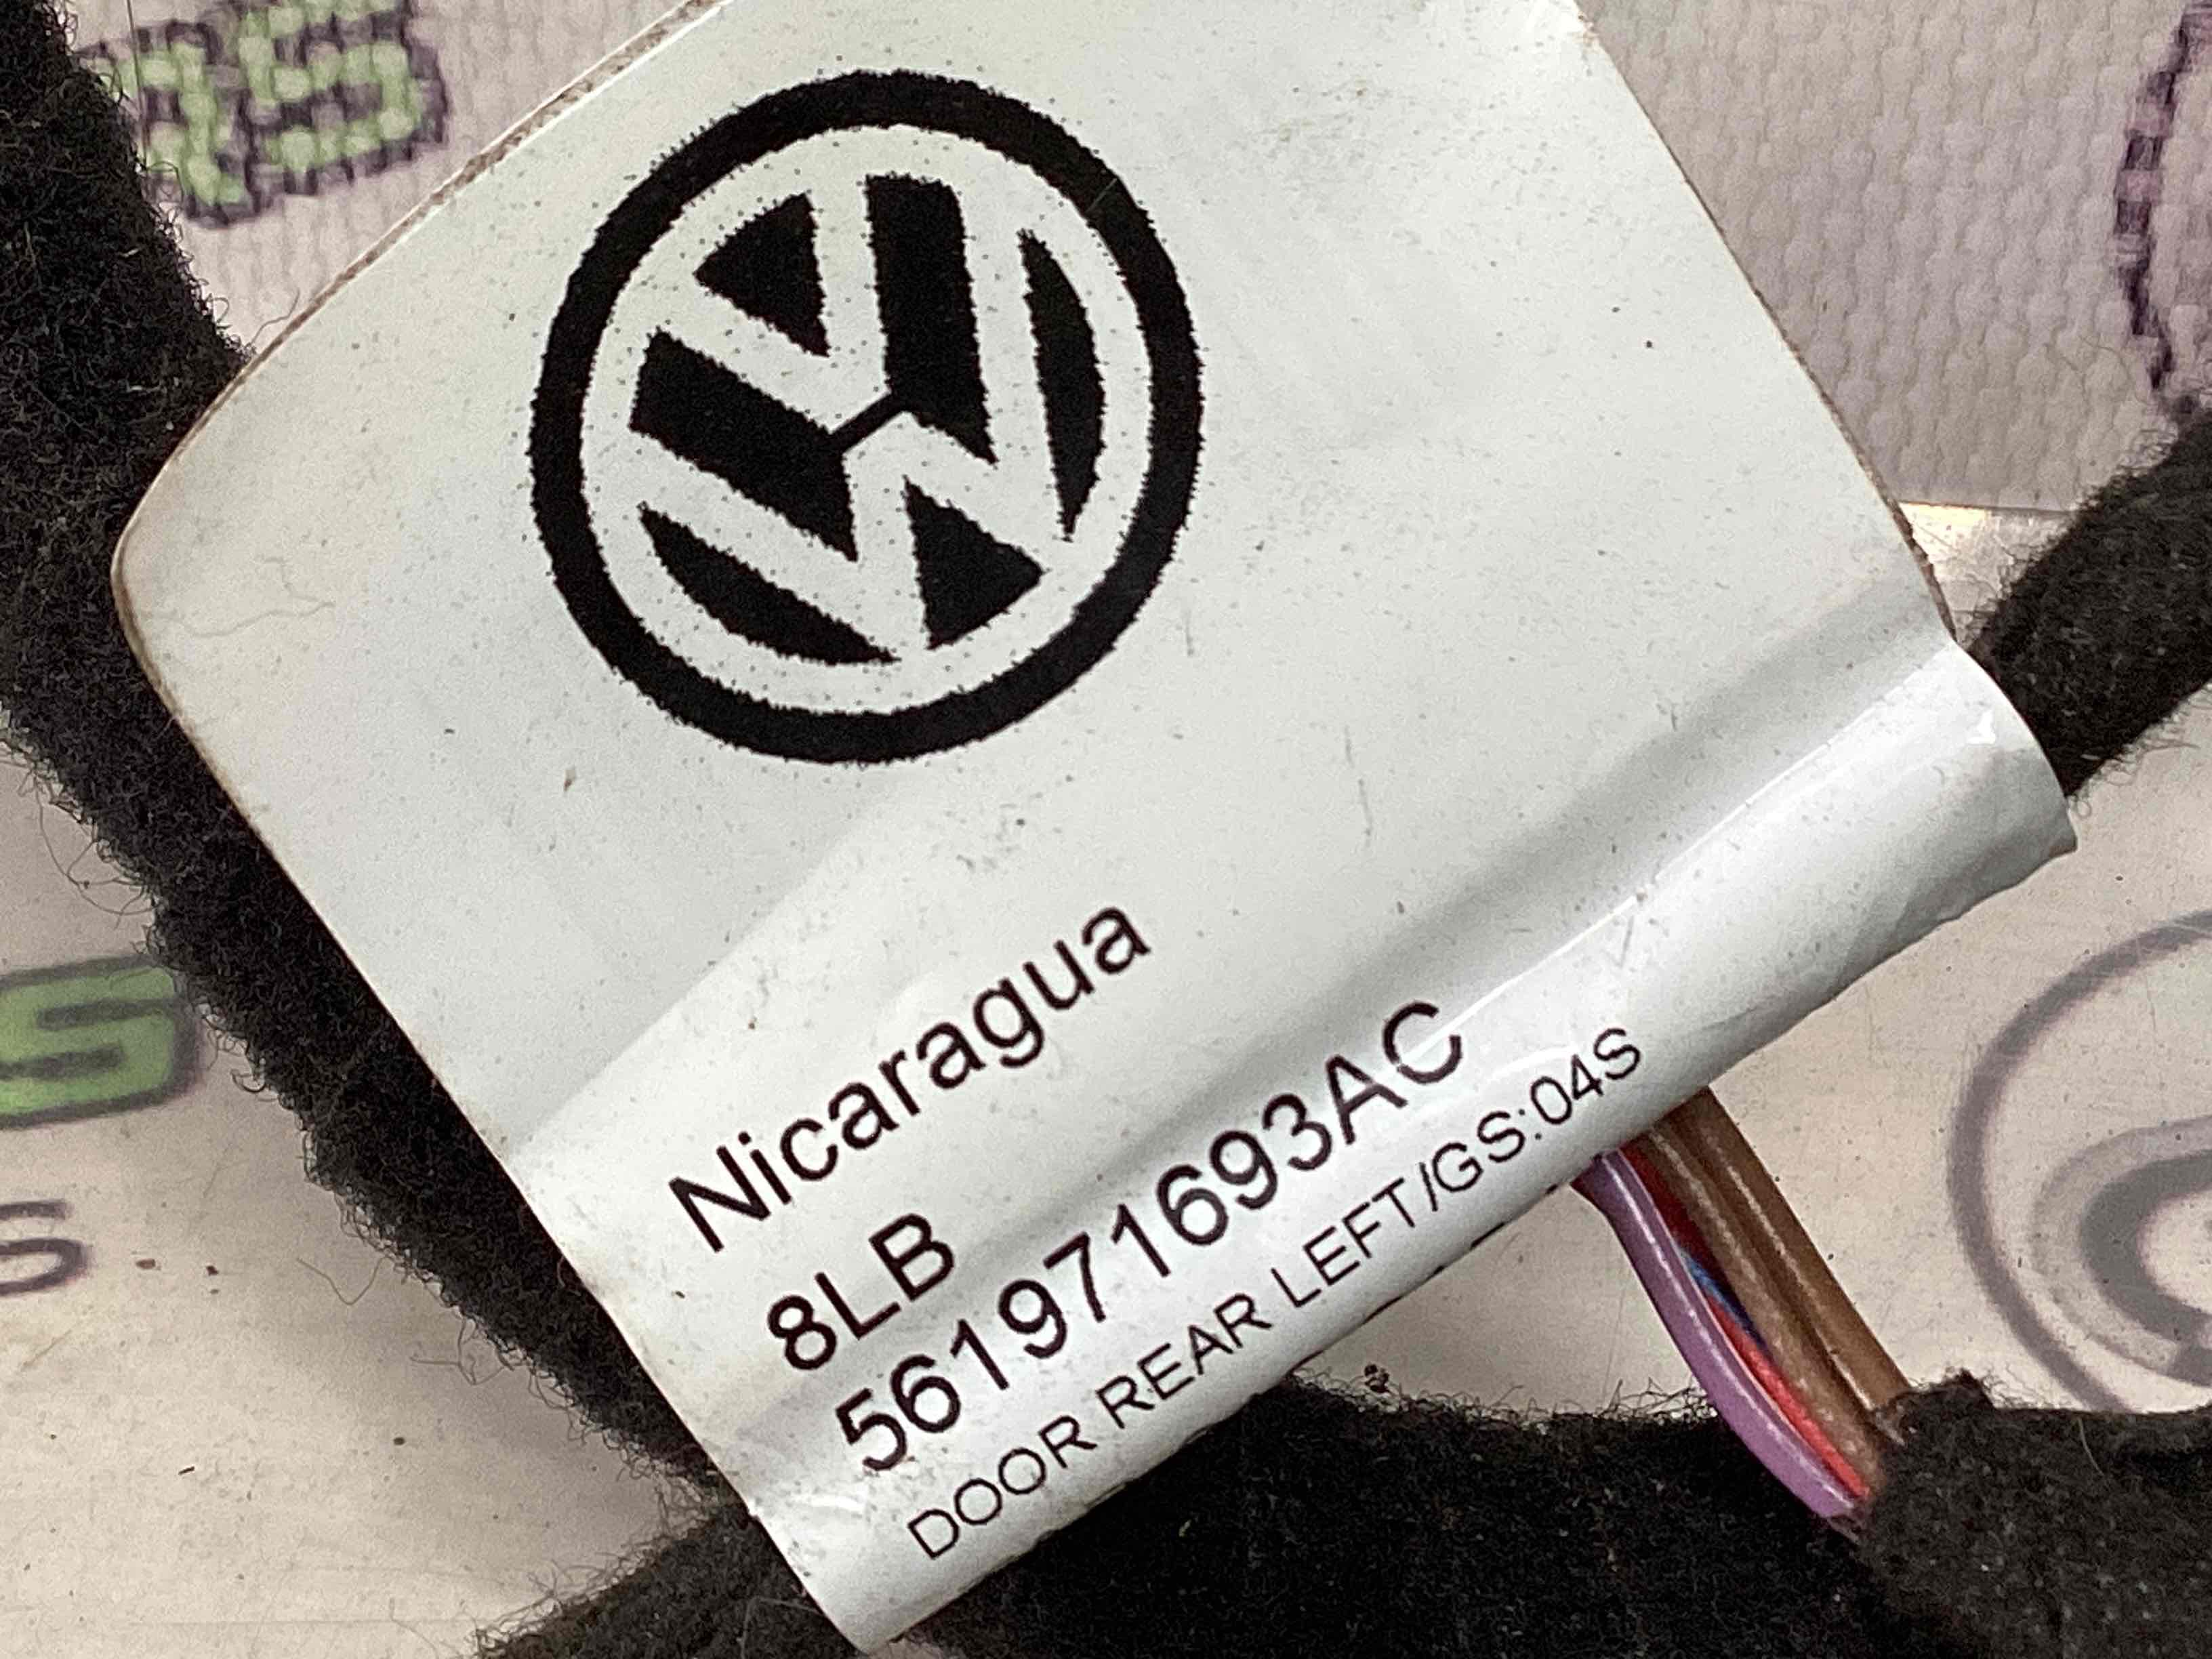 Nicaragua
8LB
561971693AC
DOOR REAR LEFT/GS:04S